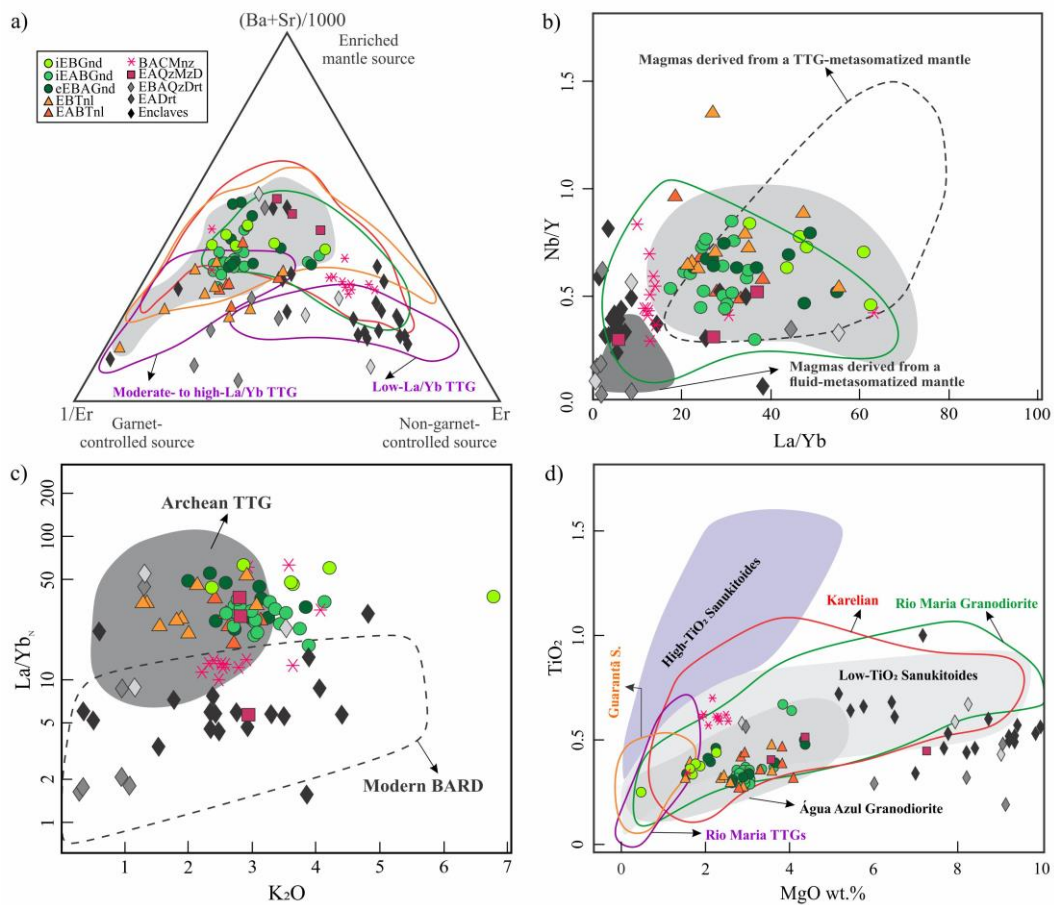 a)
(Ba+Sr)/1000
Enriched
mantle source
iEBGnd
iEABGnd
eEBAGnd
EBTnl
EABTnl
BACMnz
EAQzMzD
EBAQzDrt
EADrt
Enclaves
Moderate- to high-La/Yb TTG
Low-La/Yb TTG
1/Er
Er
Garnet-
controlled source
Non-garnet-
controlled source
b)
Magmas derived from a TTG-metasomatized mantle
Nb/Y
1.5
1.0
0.5
0.0
Magmas derived from a
fluid-metasomatized mantle
0
20
40
60
80
100
La/Yb
c)
Archean TTG
La/Yb_N
200
100
50
10
5
2
1
Modern BARD
1
2
3
4
5
6
7
K₂O
d)
TiO₂
1.5
1.0
0.5
0
High-TiO₂ Sanukitoides
Karelian
Rio Maria Granodiorite
Guarantã S.
Low-TiO₂ Sanukitoides
Água Azul Granodiorite
Rio Maria TTGs
0
2
4
6
8
10
MgO wt.%